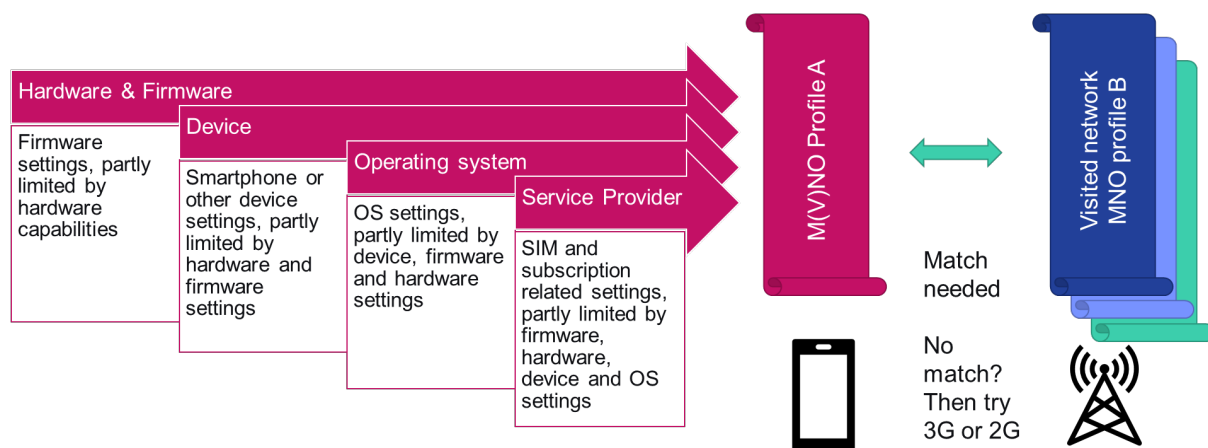 Hardware & Firmware
Firmware
settings, partly
limited by
hardware
capabilities
Device
Smartphone or
other device
settings, partly
limited by
hardware and
firmware
settings
Operating system
OS settings,
partly limited by
device, firmware
and hardware
settings
Service Provider
SIM and
subscription
related settings,
partly limited by
firmware,
hardware,
device and OS
settings
M(V)NO Profile A
Match
needed
No
match?
Then try
3G or 2G
Visited network
MNO profile B